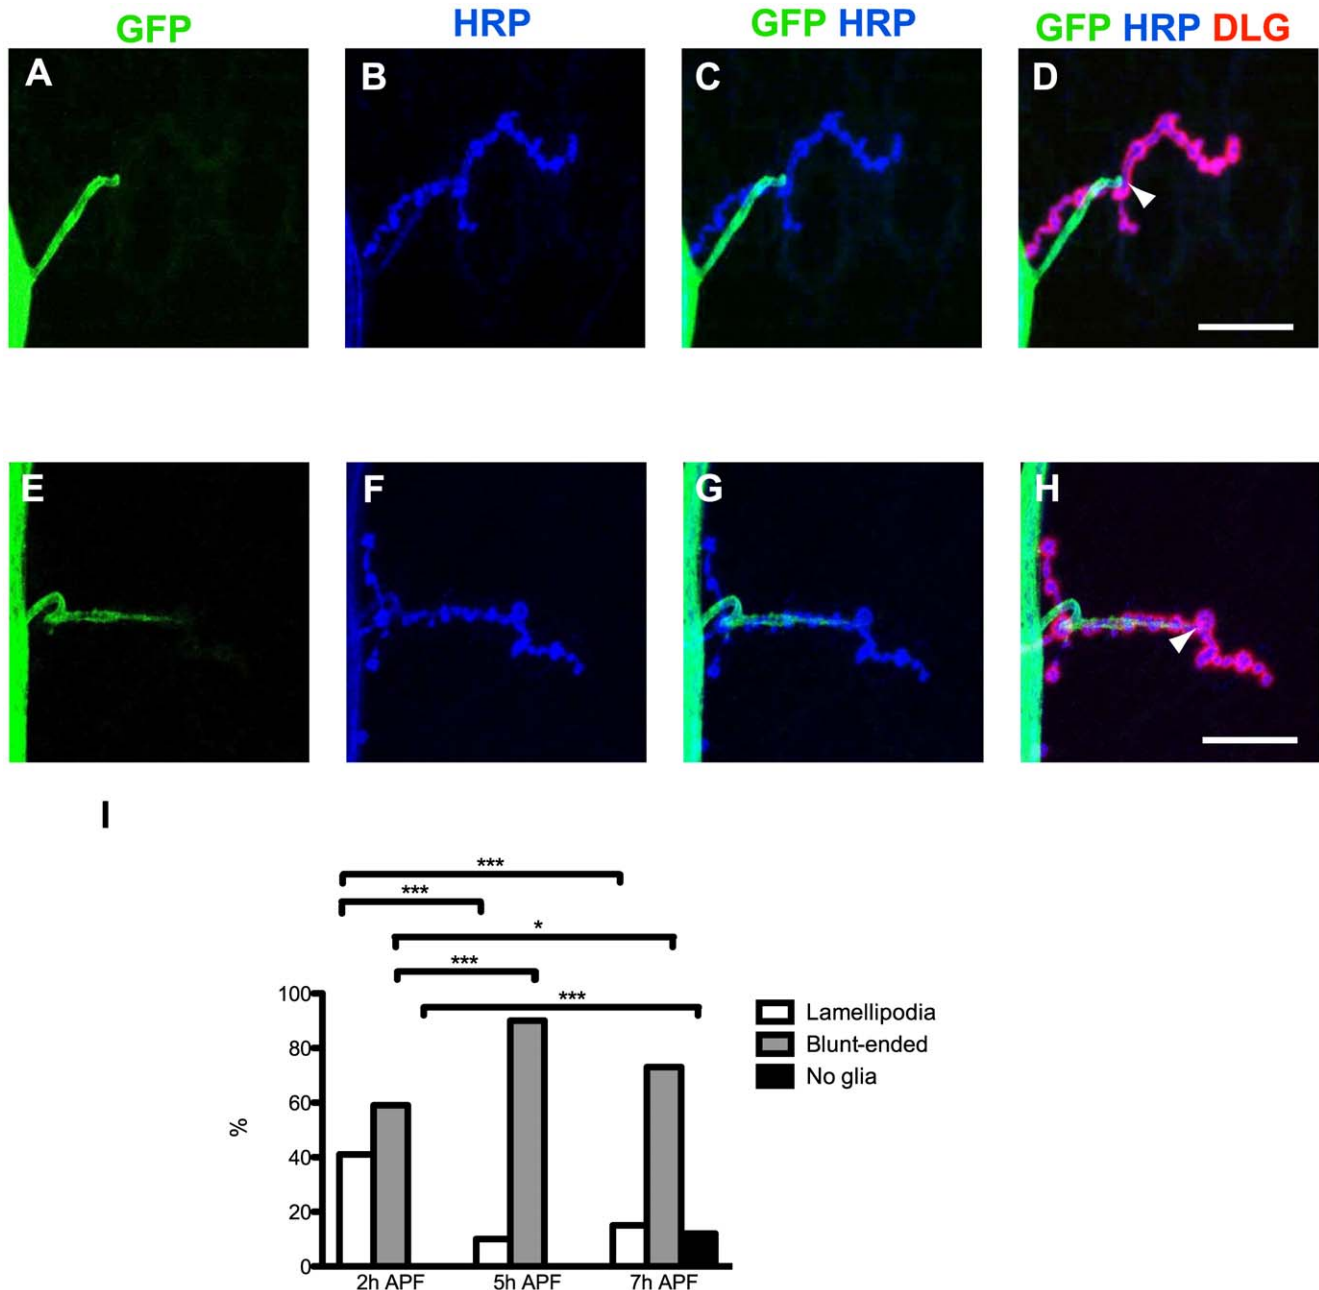 GFP HRP GFP HRP GFP HRP DLG
A B C D
E F G H
I
***
***
*
***
***
100
80
60
40
20
0
%
Lamellipodia
Blunt-ended
No glia
2h APF 5h APF 7h APF